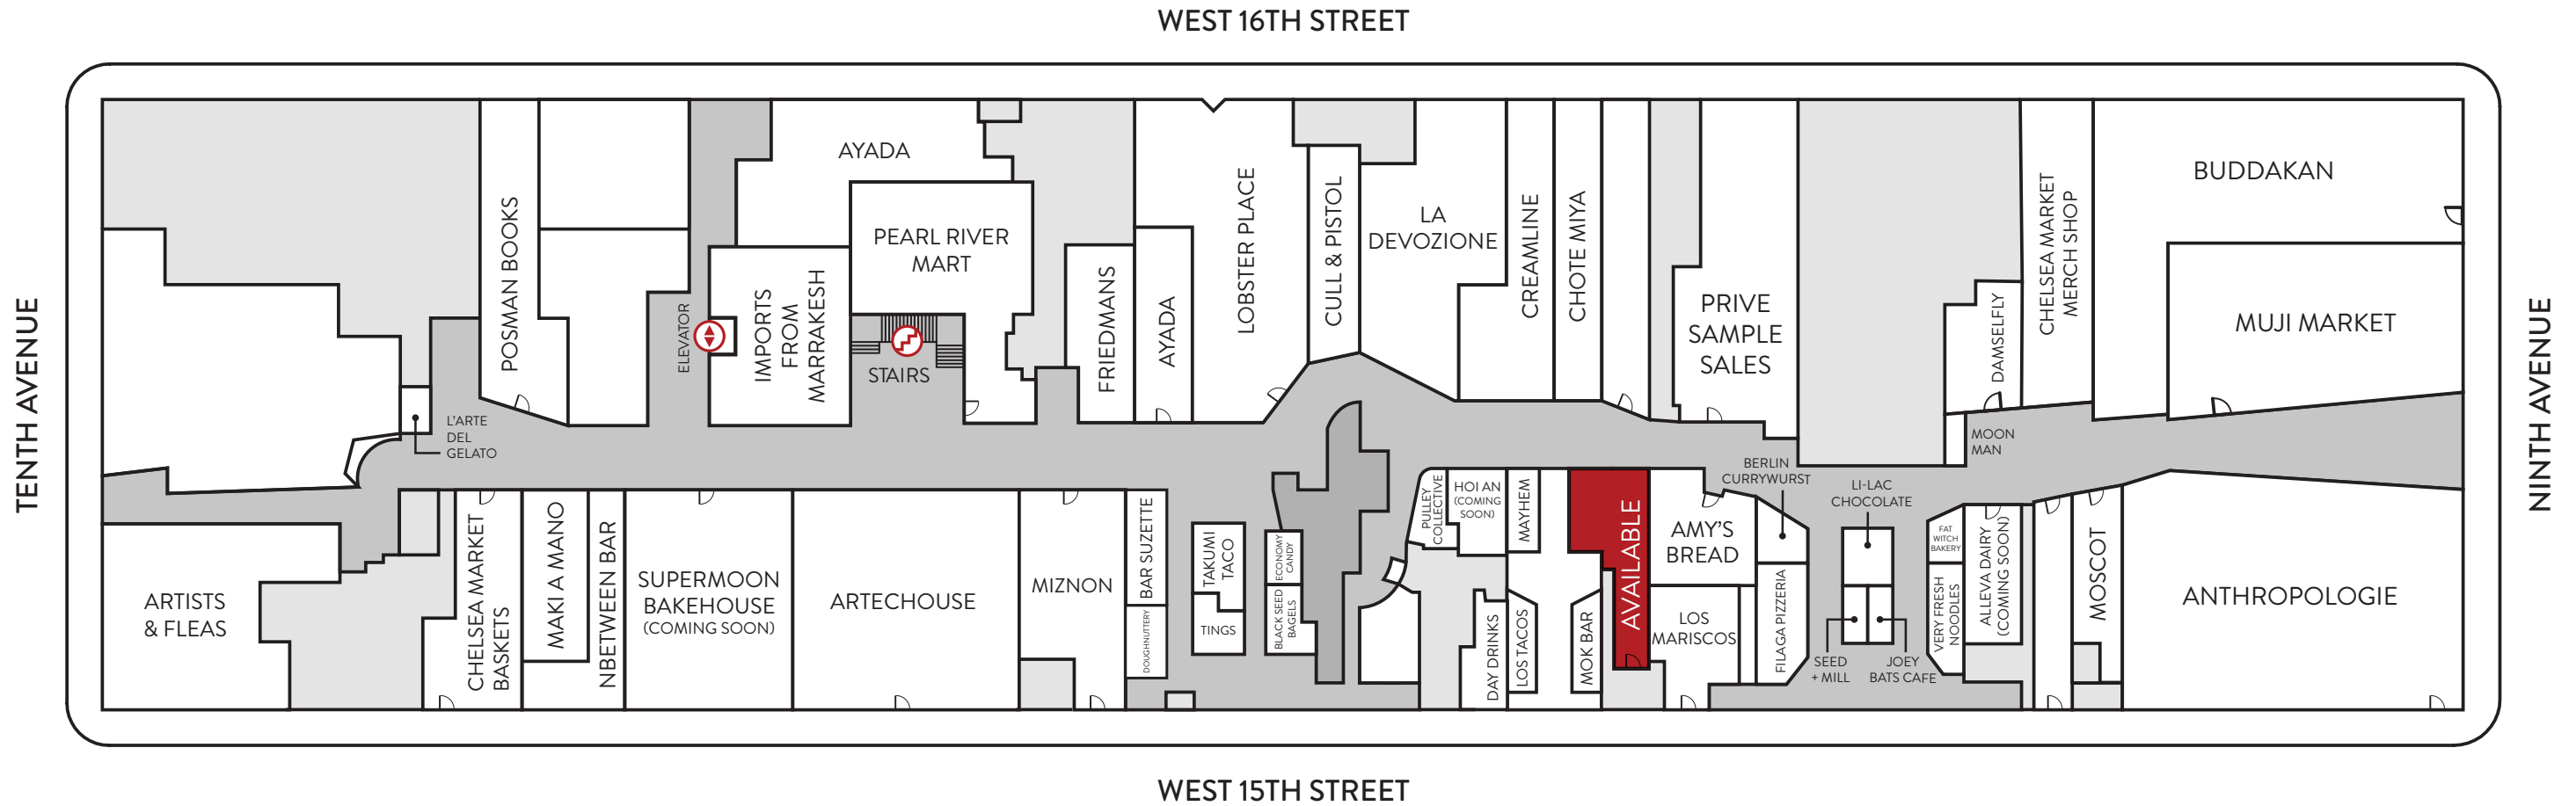 WEST 16TH STREET
TENTH AVENUE
NINTH AVENUE
POSMAN BOOKS
L'ARTE
DEL
GELATO
ELEVATOR
AYADA
PEARL RIVER
MART
IMPORTS
FROM
MARRAKESH
STAIRS
FRIEDMANS
AYADA
LOBSTER PLACE
CULL & PISTOL
LA
DEVOZIONE
CREAMLINE
CHOTE MIYA
PRIVE
SAMPLE
SALES
DAMSELFLY
MOON
MAN
CHELSEA MARKET
MERCH SHOP
BUDDAKAN
MUJI MARKET
ARTISTS
& FLEAS
CHELSEA MARKET
BASKETS
MAKI A MANO
NBETWEEN BAR
SUPERMOON
BAKEHOUSE
(COMING SOON)
ARTECHOUSE
MIZNON
BAR SUZETTE
DOUGHNUTTERY
TAKUMI
TACO
TINGS
ECONOMY
CANDY
BLACK SEED
BAGELS
PULLEY
COLLECTIVE
HOI AN
(COMING
SOON)
MAYHEM
DAY DRINKS
LOS TACOS
MOK BAR
AVAILABLE
AMY'S
BREAD
LOS
MARISCOS
BERLIN
CURRYWURST
FILAGA PIZZERIA
LI-LAC
CHOCOLATE
SEED
+ MILL
JOEY
BATS CAFE
FAT
WITCH
BAKERY
VERY FRESH
NOODLES
ALLEVA DAIRY
(COMING SOON)
MOSCOT
ANTHROPOLOGIE
WEST 15TH STREET